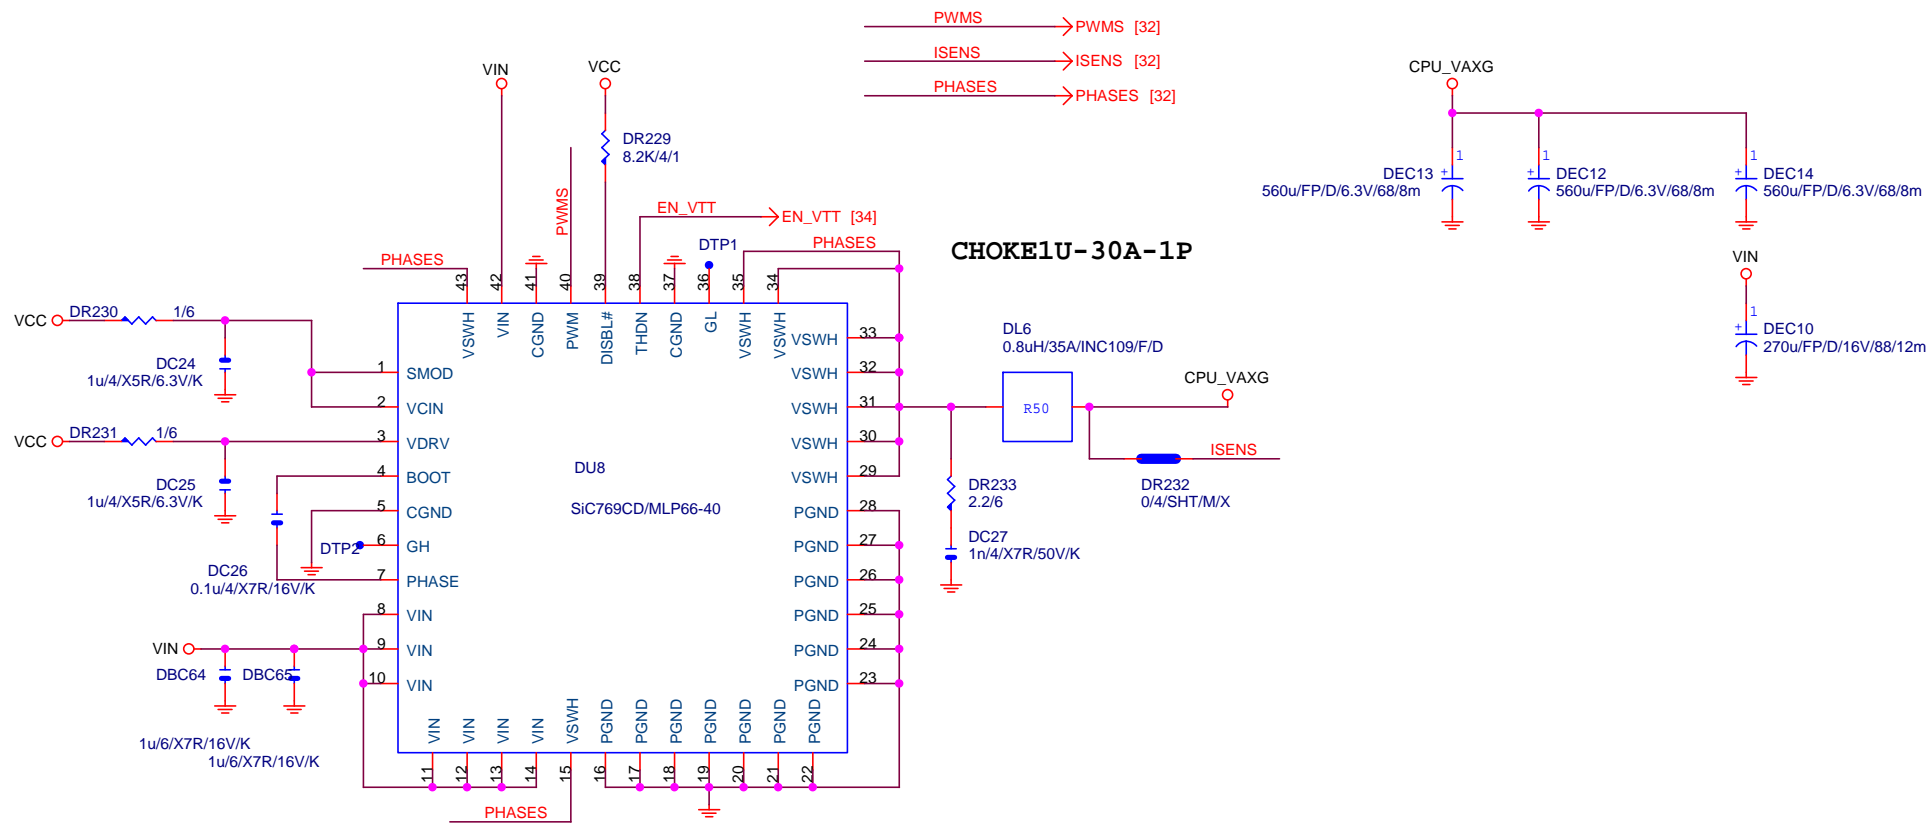 PWMS PWMS [32]
ISENS ISENS [32]
PHASES PHASES [32]
VIN VCC
CPU_VAXG
DR229
8.2K/4/1
1 1 1
DEC13 DEC12 DEC14
560u/FP/D/6.3V/68/8m 560u/FP/D/6.3V/68/8m 560u/FP/D/6.3V/68/8m
PWMS
EN_VTT EN_VTT [34]
DTP1 PHASES
CHOKE1U-30A-1P
VIN
PHASES
43 42 41 40 39 38 37 36 35 34
VSWH VIN CGND PWM DISBL# THDN CGND GL VSWH VSWH
VCC DR230 1/6
1
DEC10
270u/FP/D/16V/88/12m
DC24
1u/4/X5R/6.3V/K
DL6
0.8uH/35A/INC109/F/D
R50
CPU_VAXG
ISENS
DR232
0/4/SHT/M/X
VCC DR231 1/6
DC25
1u/4/X5R/6.3V/K
1 SMOD
2 VCIN
3 VDRV
4 BOOT
5 CGND
DTP2 6 GH
7 PHASE
8 VIN
9 VIN
10 VIN
DU8
SiC769CD/MLP66-40
VSWH 33
VSWH 32
VSWH 31
VSWH 30
VSWH 29
PGND 28
PGND 27
PGND 26
PGND 25
PGND 24
PGND 23
DR233
2.2/6
DC27
1n/4/X7R/50V/K
DC26
0.1u/4/X7R/16V/K
VIN
DBC64 DBC65
1u/6/X7R/16V/K
1u/6/X7R/16V/K
VIN VIN VIN VIN VSWH PGND PGND PGND PGND PGND PGND PGND
11 12 13 14 15 16 17 18 19 20 21 22
PHASES